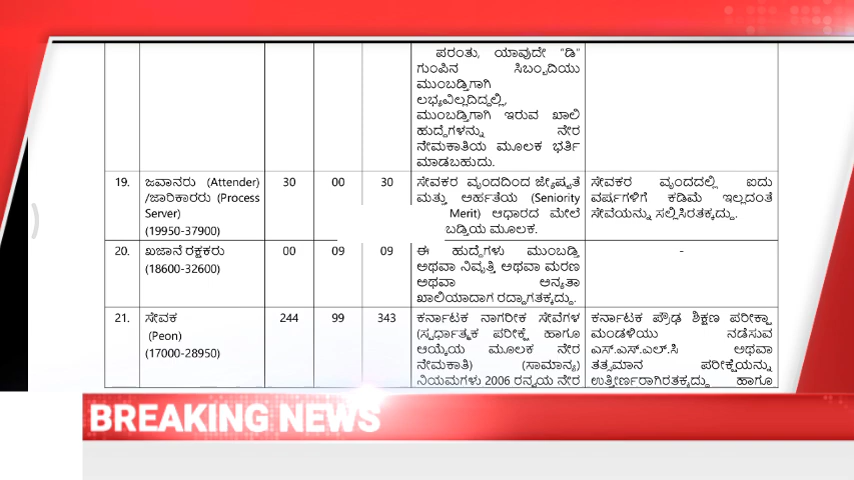 ಪರಂತು, ಯಾವುದೇ "ಡಿ"
ಗುಂಪಿನ ಸಿಬ್ಬಂದಿಯು
ಮುಂಬಡ್ತಿಗಾಗಿ
ಲಭ್ಯವಿಲ್ಲದಿದ್ದಲ್ಲಿ,
ಮುಂಬಡ್ತಿಗಾಗಿ ಇರುವ ಖಾಲಿ
ಹುದ್ದೆಗಳನ್ನು ನೇರ
ನೇಮಕಾತಿಯ ಮೂಲಕ ಭರ್ತಿ
ಮಾಡಬಹುದು.
19. ಜವಾನರು (Attender) 30 00 30 ಸೇವಕರ ವೃಂದದಿಂದ ಜ್ಯೇಷ್ಠತೆ ಸೇವಕರ ವೃಂದದಲ್ಲಿ ಐದು
/ಜಾರಿಕಾರರು (Process ಮತ್ತು ಅರ್ಹತೆಯ (Seniority ವರ್ಷಗಳಿಗೆ ಕಡಿಮೆ ಇಲ್ಲದಂತೆ
Server) Merit) ಆಧಾರದ ಮೇಲೆ ಸೇವೆಯನ್ನು ಸಲ್ಲಿಸಿರತಕ್ಕದ್ದು.
(19950-37900) ಬಡ್ತಿಯ ಮೂಲಕ.
20. ಖಜಾನೆ ರಕ್ಷಕರು 00 09 09 ಈ ಹುದ್ದೆಗಳು ಮುಂಬಡ್ತಿ -
(18600-32600) ಅಥವಾ ನಿವೃತ್ತಿ ಅಥವಾ ಮರಣ
ಅಥವಾ ಅನ್ಯತಾ
ಖಾಲಿಯಾದಾಗ ರದ್ದಾಗತಕ್ಕದ್ದು.
21. ಸೇವಕ 244 99 343 ಕರ್ನಾಟಕ ನಾಗರೀಕ ಸೇವೆಗಳ ಕರ್ನಾಟಕ ಪ್ರೌಢ ಶಿಕ್ಷಣ ಪರೀಕ್ಷಾ
(Peon) (ಸ್ಪರ್ಧಾತ್ಮಕ ಪರೀಕ್ಷೆ ಹಾಗೂ ಮಂಡಳಿಯು ನಡೆಸುವ
(17000-28950) ಆಯ್ಕೆಯ ಮೂಲಕ ನೇರ ಎಸ್.ಎಸ್.ಎಲ್.ಸಿ ಅಥವಾ
ನೇಮಕಾತಿ) (ಸಾಮಾನ್ಯ) ತತ್ಸಮಾನ ಪರೀಕ್ಷೆಯನ್ನು
ನಿಯಮಗಳು 2006 ರನ್ವಯ ನೇರ ಉತ್ತೀರ್ಣರಾಗಿರತಕ್ಕದ್ದು ಹಾಗೂ
BREAKING NEWS